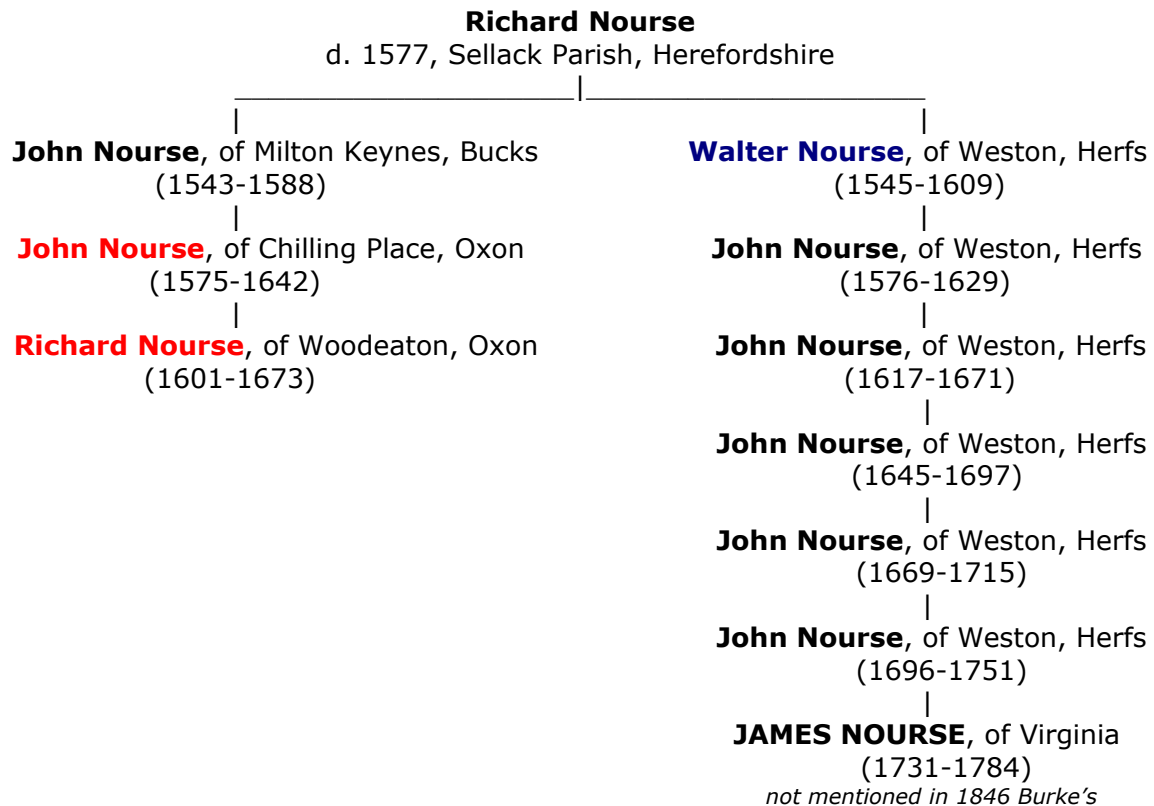 Richard Nourse
d. 1577, Sellack Parish, Herefordshire
John Nourse, of Milton Keynes, Bucks
(1543-1588)
John Nourse, of Chilling Place, Oxon
(1575-1642)
Richard Nourse, of Woodeaton, Oxon
(1601-1673)
Walter Nourse, of Weston, Herfs
(1545-1609)
John Nourse, of Weston, Herfs
(1576-1629)
John Nourse, of Weston, Herfs
(1617-1671)
John Nourse, of Weston, Herfs
(1645-1697)
John Nourse, of Weston, Herfs
(1669-1715)
John Nourse, of Weston, Herfs
(1696-1751)
JAMES NOURSE, of Virginia
(1731-1784)
not mentioned in 1846 Burke's